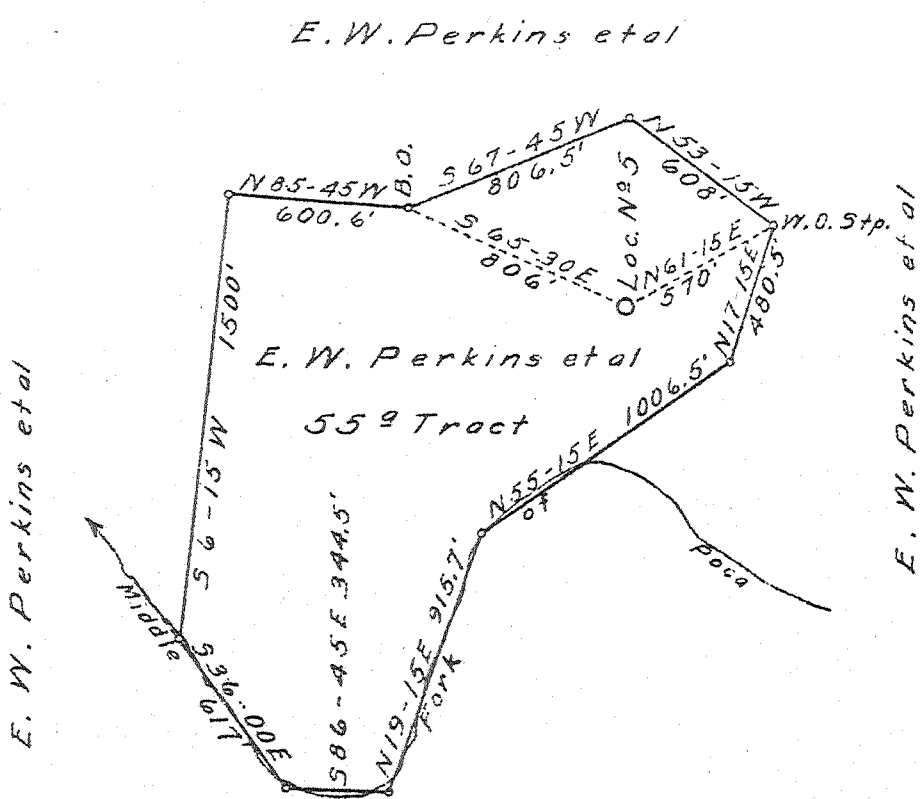 E. W. Perkins et al
N 85-45 W
600.6'
B.O.
S 67-45 W
806.5'
N 53-15 W
608'
W.O. Stp.
S 65-30 E
806'
Loc. Nº 5
N 61-15 E
570'
N 17-15 E
480.5'
E. W. Perkins et al
S 6-15 W 1500'
E. W. Perkins et al
55 a Tract
N 55-15 E 1006.5'
of
Poca
E. W. Perkins et al
Middle
S 36-00 E
617'
S 86-45 E 344.5'
N 19-15 E 915.7'
Fork